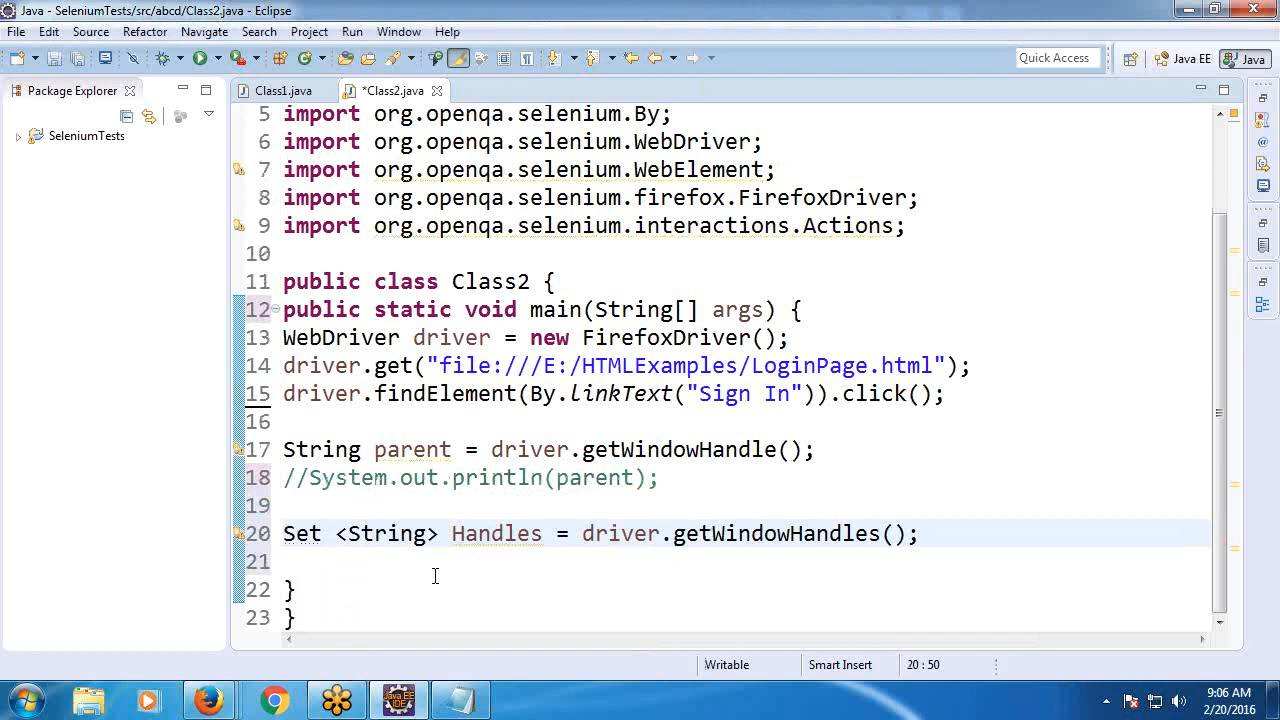 Java - SeleniumTests/src/abcd/Class2.java - Eclipse
File Edit Source Refactor Navigate Search Project Run Window Help
Quick Access
Java EE
Java
Package Explorer
Class1.java
*Class2.java
SeleniumTests
5 import org.openqa.selenium.By;
6 import org.openqa.selenium.WebDriver;
7 import org.openqa.selenium.WebElement;
8 import org.openqa.selenium.firefox.FirefoxDriver;
9 import org.openqa.selenium.interactions.Actions;
10
11 public class Class2 {
12 public static void main(String[] args) {
13 WebDriver driver = new FirefoxDriver();
14 driver.get("file:///E:/HTMLExamples/LoginPage.html");
15 driver.findElement(By.linkText("Sign In")).click();
16
17 String parent = driver.getWindowHandle();
18 //System.out.println(parent);
19
20 Set <String> Handles = driver.getWindowHandles();
21
22 }
23 }
Writable
Smart Insert
20 : 50
Java EE
IDE
9:06 AM
2/20/2016